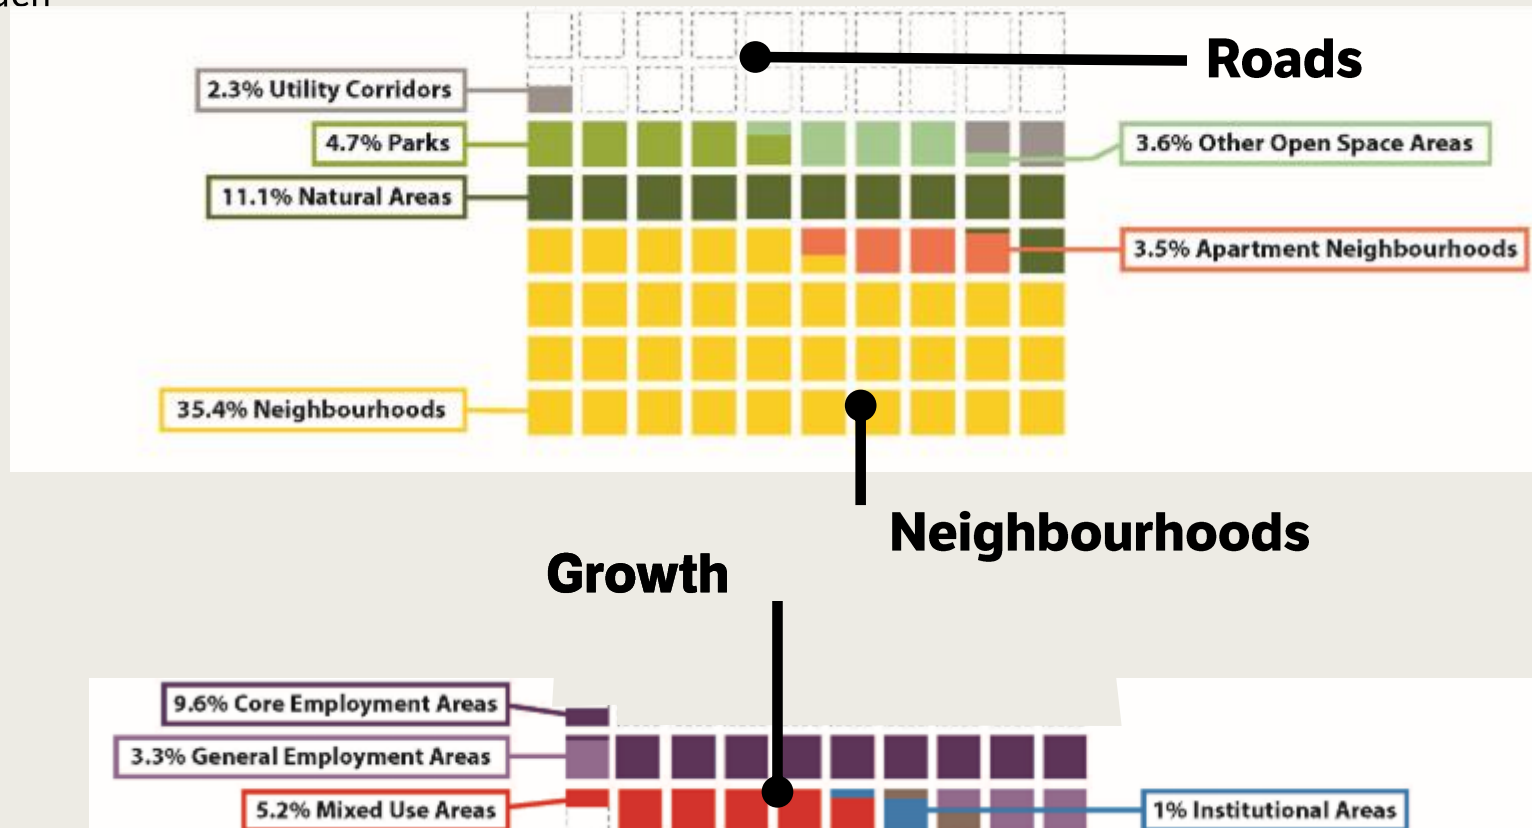 Roads
2.3% Utility Corridors
4.7% Parks
3.6% Other Open Space Areas
11.1% Natural Areas
3.5% Apartment Neighbourhoods
35.4% Neighbourhoods
Neighbourhoods
Growth
9.6% Core Employment Areas
3.3% General Employment Areas
5.2% Mixed Use Areas
1% Institutional Areas